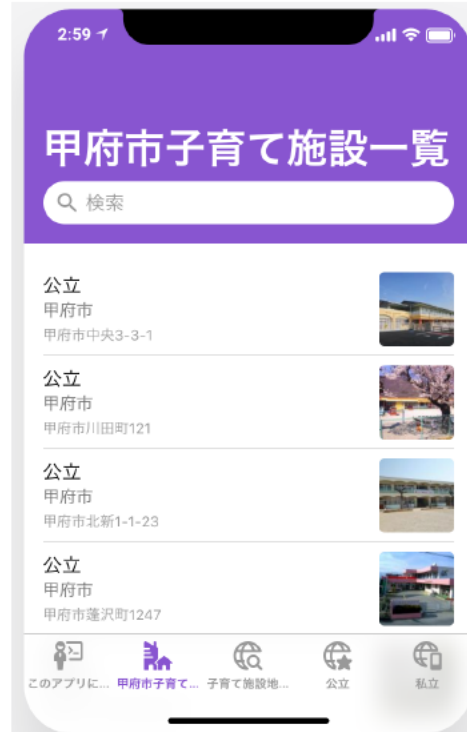 2:59
甲府市子育て施設一覧
検索
公立
甲府市
甲府市中央3-3-1
公立
甲府市
甲府市川田町121
公立
甲府市
甲府市北新1-1-23
公立
甲府市
甲府市蓬沢町1247
このアプリに... 甲府市子育て... 子育て施設地... 公立 私立